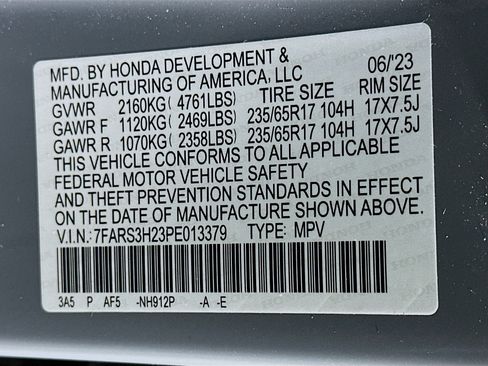 MFD. BY HONDA DEVELOPMENT & 06/'23
MANUFACTURING OF AMERICA, LLC
GVWR 2160KG( 4761LBS) TIRE SIZE RIM SIZE
GAWR F 1120KG( 2469LBS) 235/65R17 104H 17X7.5J
GAWR R 1070KG( 2358LBS) 235/65R17 104H 17X7.5J
THIS VEHICLE CONFORMS TO ALL APPLICABLE
FEDERAL MOTOR VEHICLE SAFETY
AND THEFT PREVENTION STANDARDS IN EFFECT
ON THE DATE OF MANUFACTURE SHOWN ABOVE.
V.I.N.:7FARS3H23PE013379 TYPE: MPV
3A5 P AF5 -NH912P -A -E